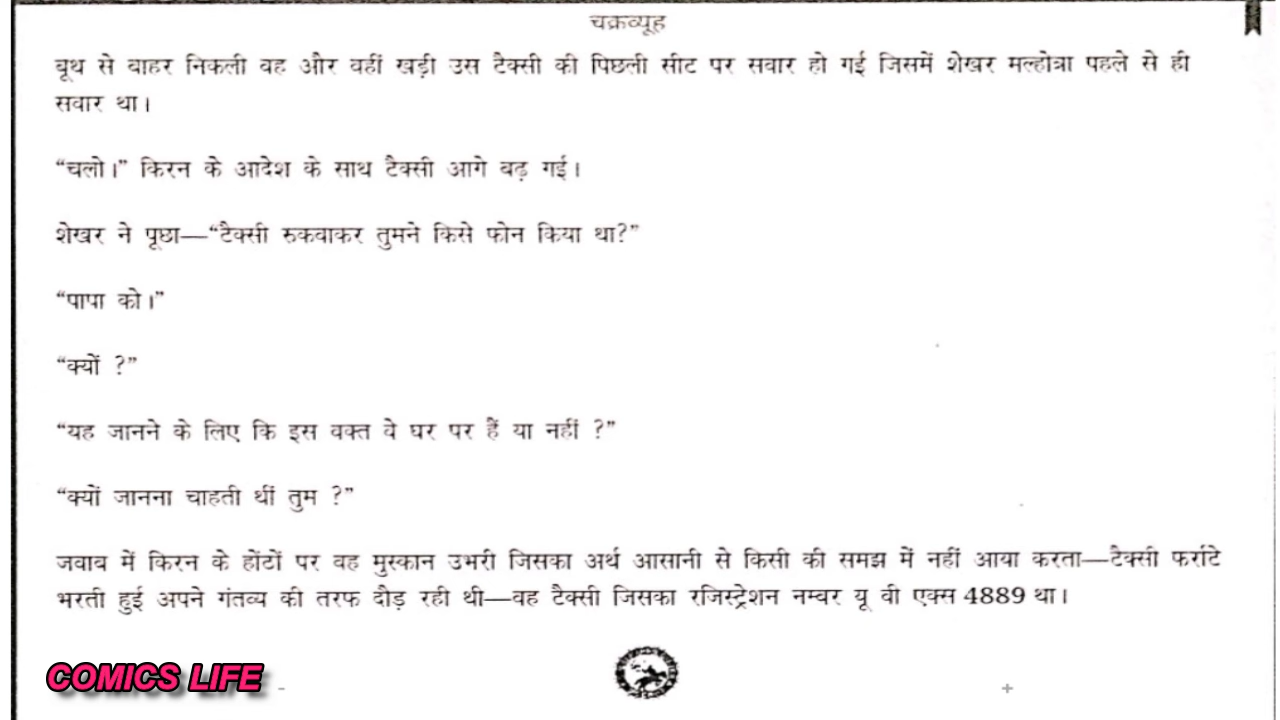 चक्रव्यूह
बूथ से बाहर निकली वह और वहीं खड़ी उस टैक्सी की पिछली सीट पर सवार हो गई जिसमें शेखर मल्होत्रा पहले से ही
सवार था।
“चलो।” किरन के आदेश के साथ टैक्सी आगे बढ़ गई।
शेखर ने पूछा—“टैक्सी रुकवाकर तुमने किसे फोन किया था?”
“पापा को।”
“क्यों ?”
“यह जानने के लिए कि इस वक्त वे घर पर हैं या नहीं ?”
“क्यों जानना चाहती थीं तुम ?”
जवाब में किरन के होंटों पर वह मुस्कान उभरी जिसका अर्थ आसानी से किसी की समझ में नहीं आया करता—टैक्सी फर्राटे
भरती हुई अपने गंतव्य की तरफ दौड़ रही थी—वह टैक्सी जिसका रजिस्ट्रेशन नम्बर यू वी एक्स 4889 था।
COMICS LIFE